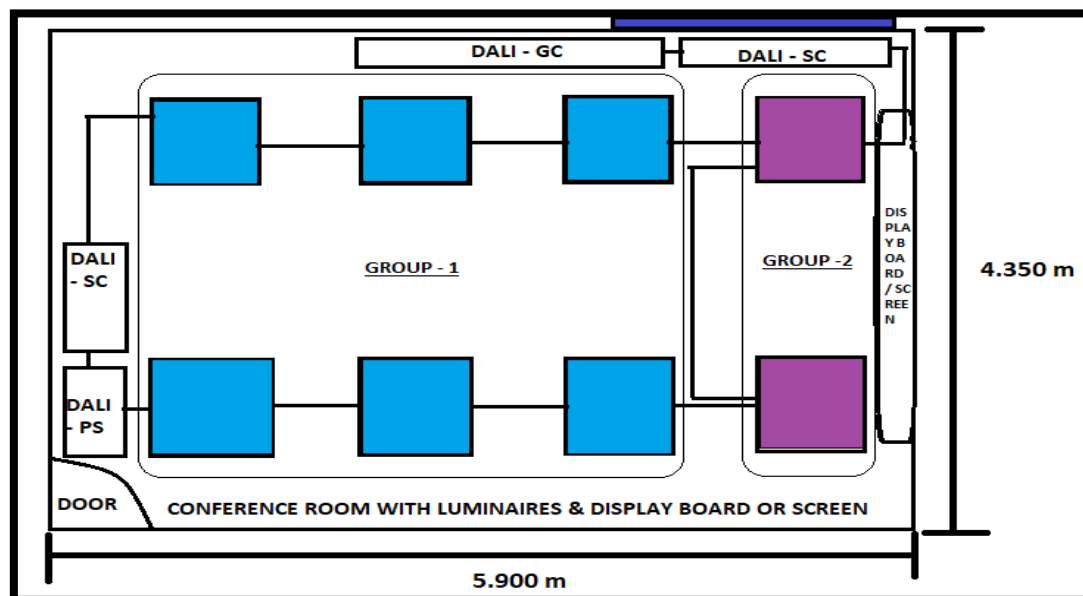 DALI - GC
DALI - SC
DALI
- SC
GROUP - 1
GROUP -2
DIS
PLA
Y B
OA
RD
/ SC
REE
N
4.350 m
DALI
- PS
DOOR
CONFERENCE ROOM WITH LUMINAIRES & DISPLAY BOARD OR SCREEN
5.900 m